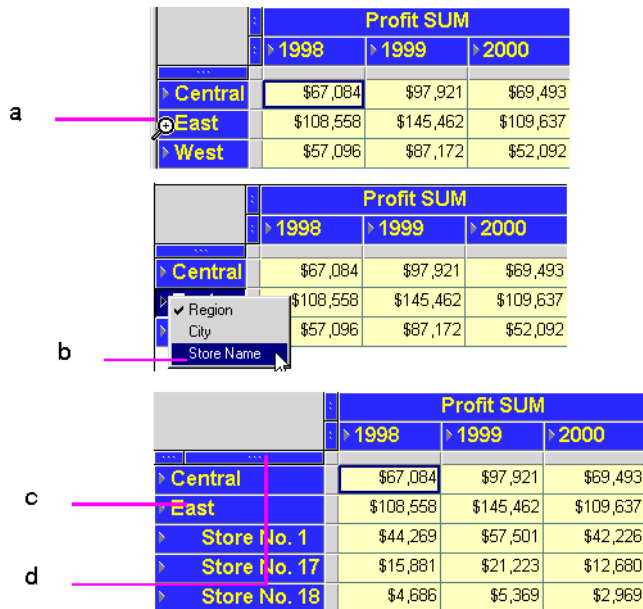 Profit SUM
1998 1999 2000
Central $67,084 $97,921 $69,493
a
East $108,558 $145,462 $109,637
West $57,096 $87,172 $52,092
Profit SUM
1998 1999 2000
Central $67,084 $97,921 $69,493
$108,558 $145,462 $109,637
Region
$57,096 $87,172 $52,092
City
b
Store Name
Profit SUM
1998 1999 2000
Central $67,084 $97,921 $69,493
c
East $108,558 $145,462 $109,637
Store No. 1 $44,269 $57,501 $42,226
Store No. 17 $15,881 $21,223 $12,680
d
Store No. 18 $4,686 $5,369 $2,969